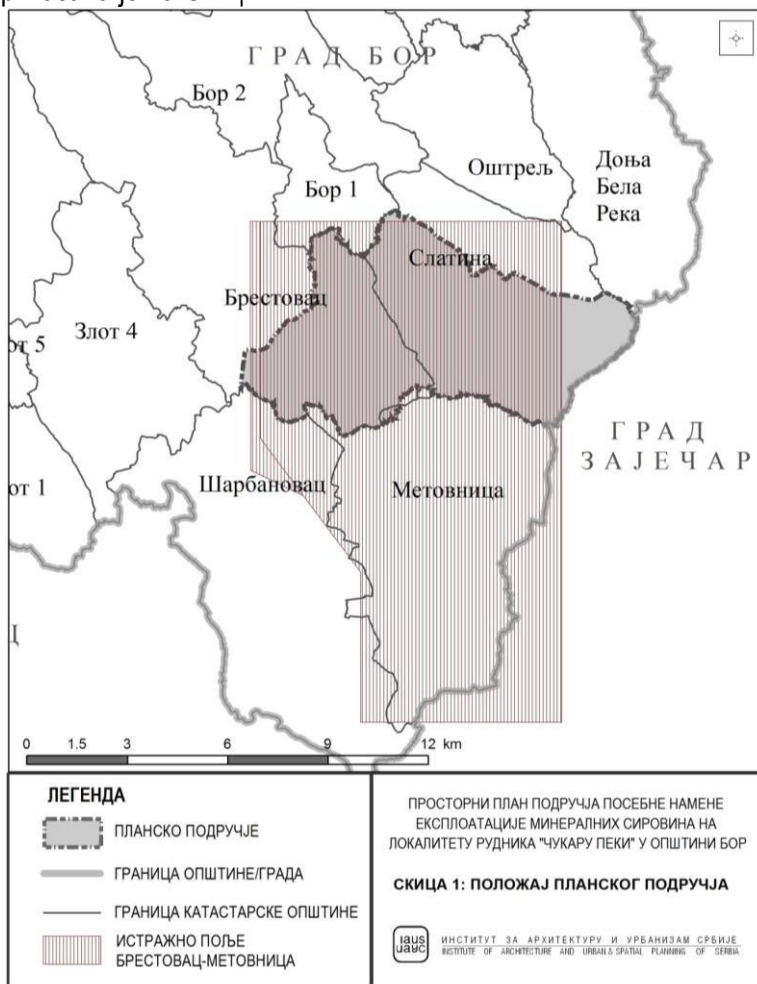 ГРАД БОР
Бор 2
Оштрељ
Доња
Бела
Река
Бор 1
Слатина
Брестовац
Злот 4
от 5
ГРАД
ЗАЈЕЧАР
Шарбановац
Метовница
от 1
0 1.5 3 6 9 12 km
ЛЕГЕНДА
ПЛАНСКО ПОДРУЧЈЕ
ГРАНИЦА ОПШТИНЕ/ГРАДА
ГРАНИЦА КАТАСТАРСКЕ ОПШТИНЕ
ИСТРАЖНО ПОЉЕ
БРЕСТОВАЦ-МЕТОВНИЦА
ПРОСТОРНИ ПЛАН ПОДРУЧЈА ПОСЕБНЕ НАМЕНЕ
ЕКСПЛОАТАЦИЈЕ МИНЕРАЛНИХ СИРОВИНА НА
ЛОКАЛИТЕТУ РУДНИКА "ЧУКАРУ ПЕКИ" У ОПШТИНИ БОР
СКИЦА 1: ПОЛОЖАЈ ПЛАНСКОГ ПОДРУЧЈА
iaus
ИНСТИТУТ ЗА АРХИТЕКТУРУ И УРБАНИЗАМ СРБИЈЕ
INSTITUTE OF ARCHITECTURE AND URBAN & SPATIAL PLANNING OF SERBIA